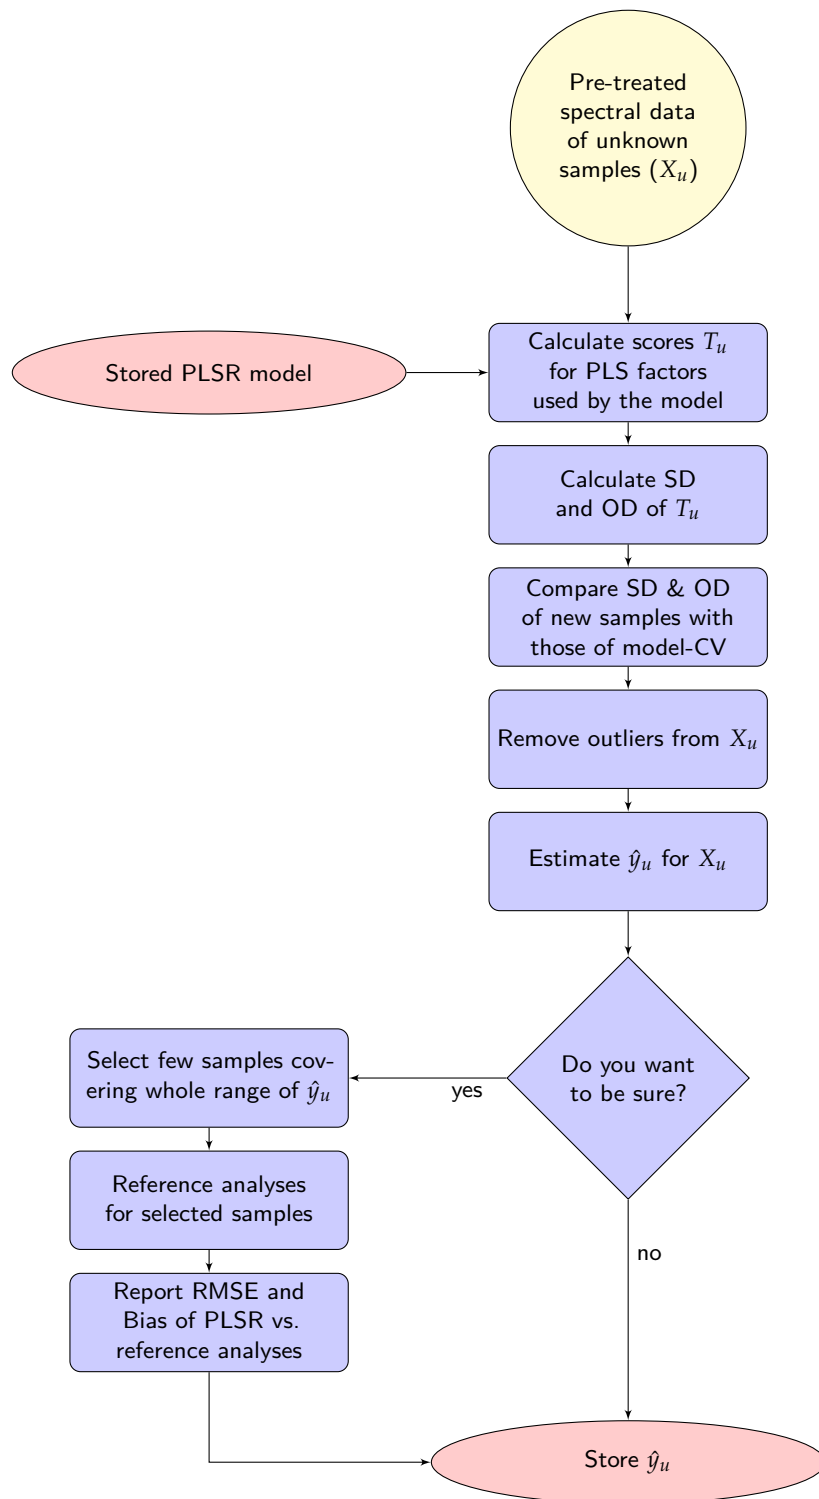 Pre-treated
spectral data
of unknown
samples (Xᵤ)
Stored PLSR model
Calculate scores Tᵤ
for PLS factors
used by the model
Calculate SD
and OD of Tᵤ
Compare SD & OD
of new samples with
those of model-CV
Remove outliers from Xᵤ
Estimate ŷᵤ for Xᵤ
Do you want
to be sure?
yes
Select few samples cov-
ering whole range of ŷᵤ
Reference analyses
for selected samples
no
Report RMSE and
Bias of PLSR vs.
reference analyses
Store ŷᵤ